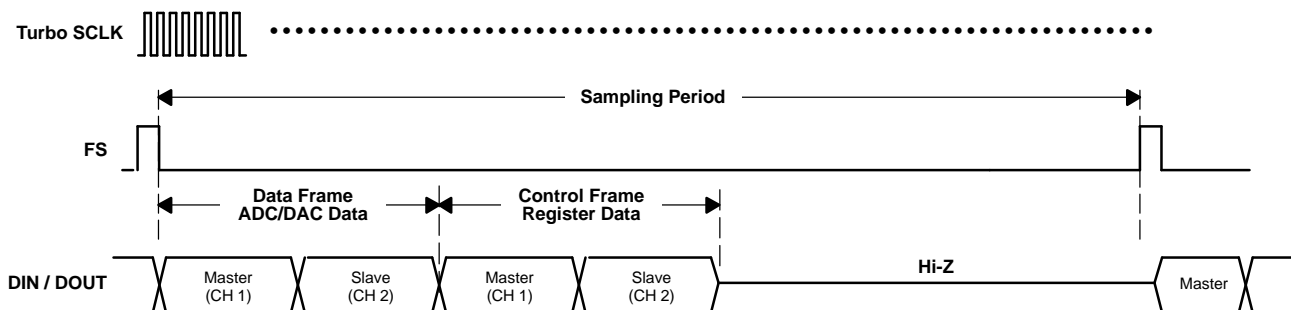 Turbo SCLK
Sampling Period
FS
Data Frame
ADC/DAC Data
Control Frame
Register Data
DIN / DOUT
Master
(CH 1)
Slave
(CH 2)
Master
(CH 1)
Slave
(CH 2)
Hi-Z
Master